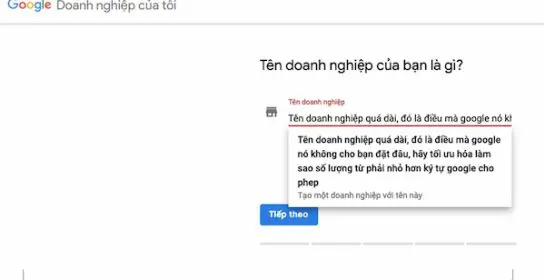 Google Doanh nghiệp của tôi
Tên doanh nghiệp của bạn là gì?
Tên doanh nghiệp
Tên doanh nghiệp quá dài, đó là điều mà google nó kh
Tên doanh nghiệp quá dài, đó là điều mà google
nó không cho bạn đặt đâu, hãy tối ưu hóa làm
sao số lượng từ phải nhỏ hơn ký tự google cho
phep
Tạo một doanh nghiệp với tên này
Tiếp theo